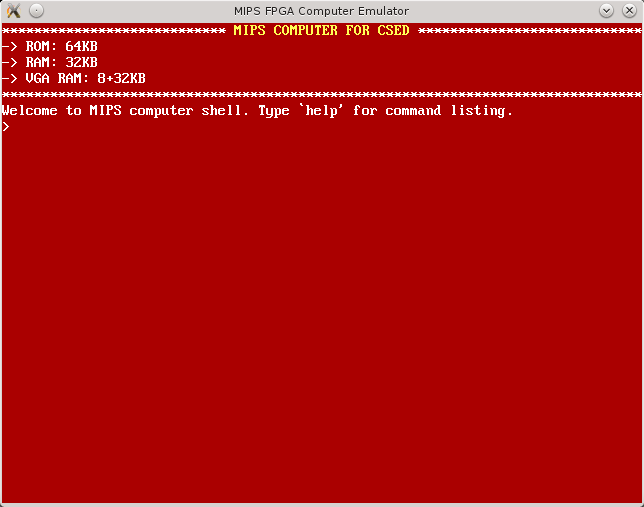 MIPS FPGA Computer Emulator
**************************** MIPS COMPUTER FOR CSED ****************************
-> ROM: 64KB
-> RAM: 32KB
-> VGA RAM: 8+32KB
********************************************************************************
Welcome to MIPS computer shell. Type `help' for command listing.
>